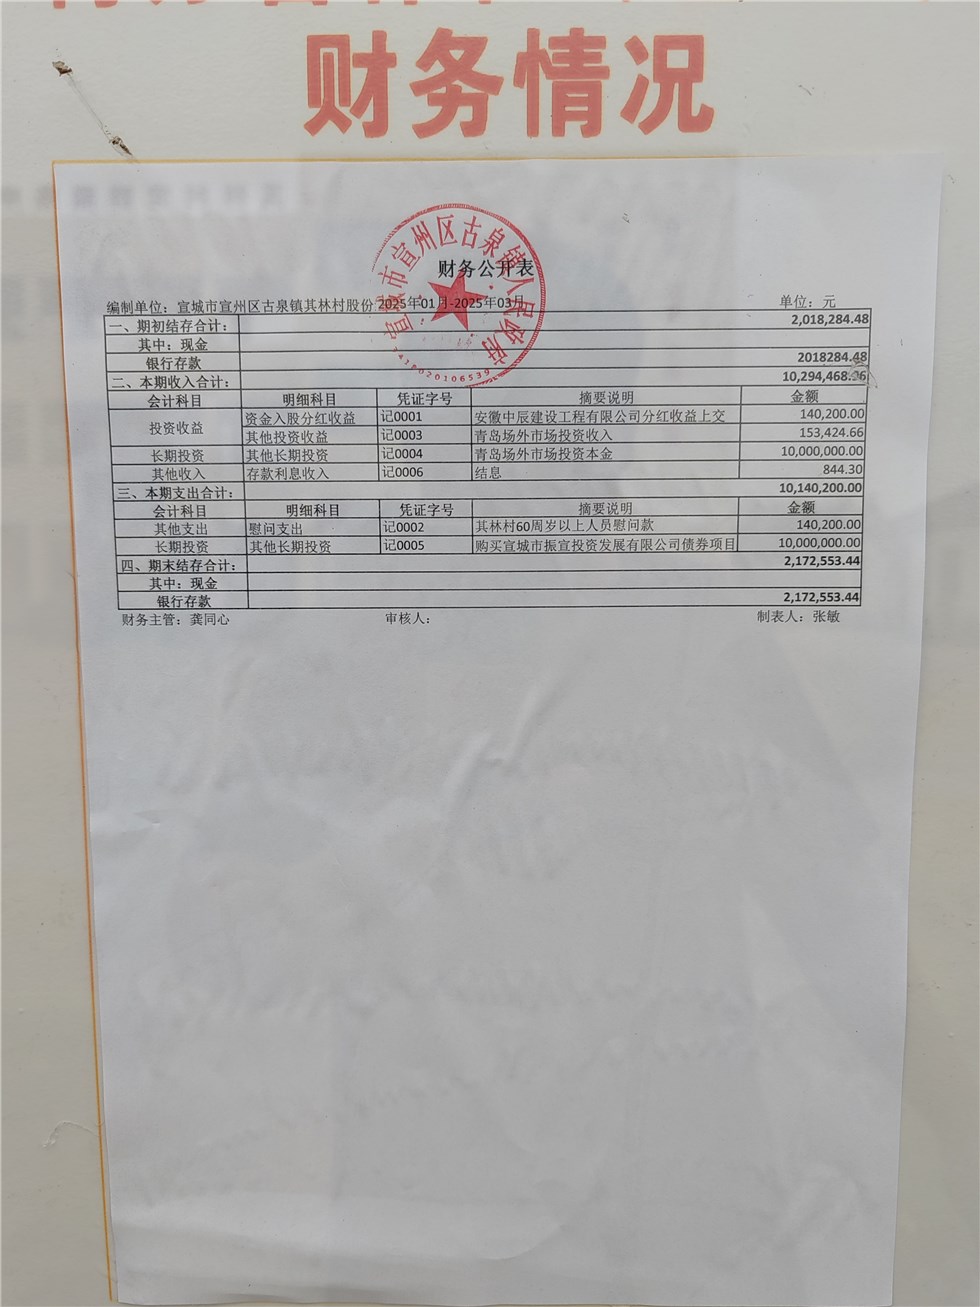 财务情况
财务公开表
编制单位：宣城市宣州区古泉镇其林村股份 2025年01月-2025年03月 单位：元
一、期初结存合计： 2,018,284.48
其中：现金
银行存款 2018284.48
二、本期收入合计： 10,294,468.96
会计科目 明细科目 凭证字号 摘要说明 金额
投资收益 资金入股分红收益 记0001 安徽中辰建设工程有限公司分红收益上交 140,200.00
其他投资收益 记0003 青岛场外市场投资收入 153,424.66
长期投资 其他长期投资 记0004 青岛场外市场投资本金 10,000,000.00
其他收入 存款利息收入 记0006 结息 844.30
三、本期支出合计： 10,140,200.00
会计科目 明细科目 凭证字号 摘要说明 金额
其他支出 慰问支出 记0002 其林村60周岁以上人员慰问款 140,200.00
长期投资 其他长期投资 记0005 购买宣城市振宣投资发展有限公司债券项目 10,000,000.00
四、期末结存合计： 2,172,553.44
其中：现金
银行存款 2,172,553.44
财务主管：龚同心 审核人： 制表人：张敏
宣城市宣州区古泉镇人民政府
3418020106539